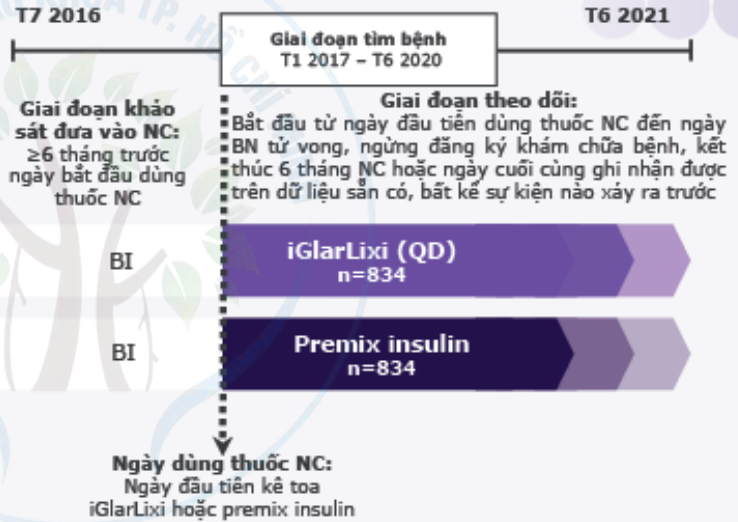 T7 2016
T6 2021
Giai đoạn tìm bệnh
T1 2017 – T6 2020
Giai đoạn khảo
sát đưa vào NC:
≥6 tháng trước
ngày bắt đầu dùng
thuốc NC
Giai đoạn theo dõi:
Bắt đầu từ ngày đầu tiên dùng thuốc NC đến ngày
BN tử vong, ngừng đăng ký khám chữa bệnh, kết
thúc 6 tháng NC hoặc ngày cuối cùng ghi nhận được
trên dữ liệu sẵn có, bất kể sự kiện nào xảy ra trước
BI
iGlarLixi (QD)
n=834
BI
Premix insulin
n=834
Ngày dùng thuốc NC:
Ngày đầu tiên kê toa
iGlarLixi hoặc premix insulin